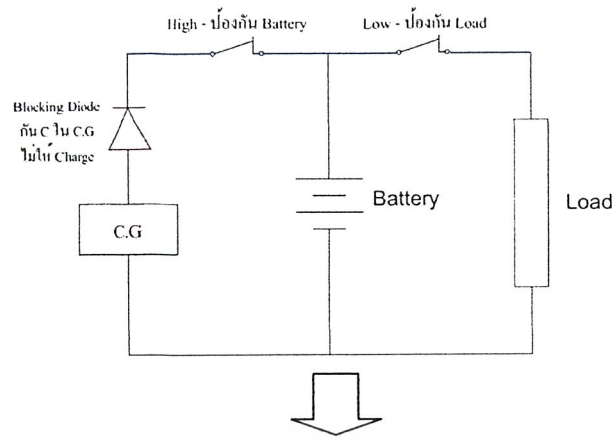 High - ป้องกัน Battery
Low - ป้องกัน Load
Blocking Diode
กัน C ใน C.G
ไม่ให้ Charge
C.G
Battery
Load